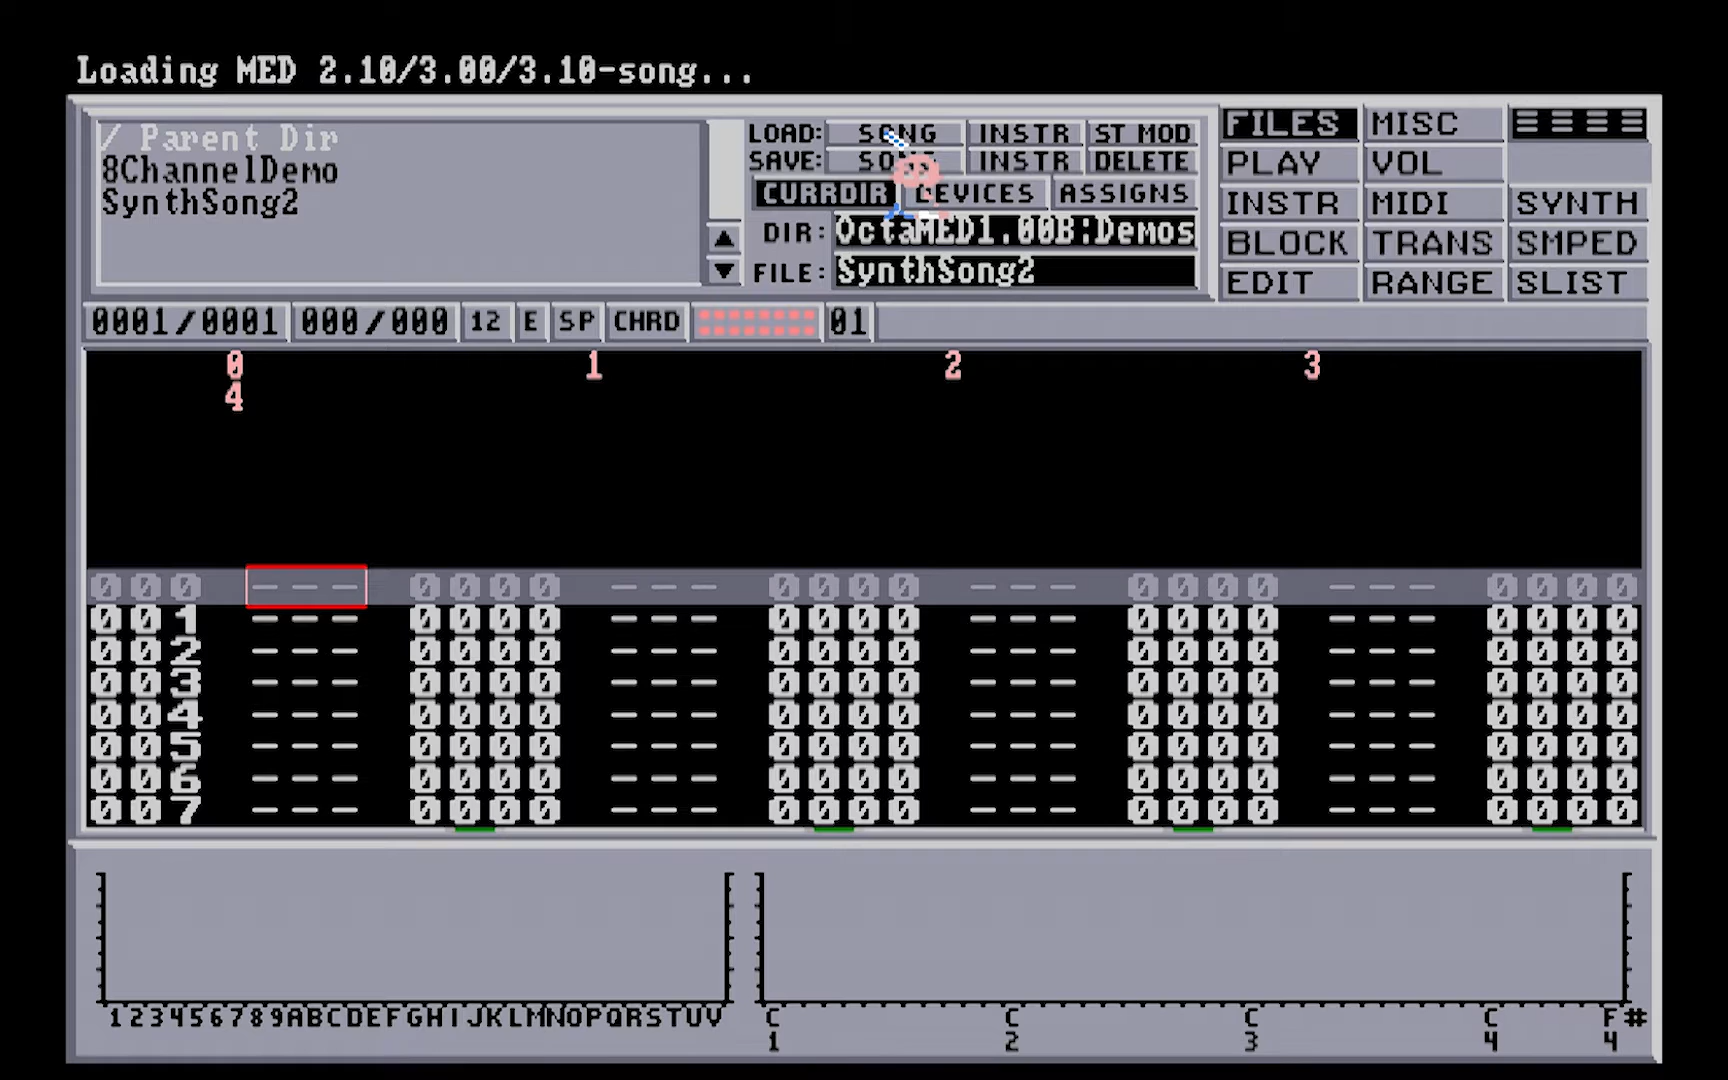 Loading MED 2.10/3.00/3.10-song...
/ Parent Dir
8ChannelDemo
SynthSong2
LOAD: SONG INSTR ST MOD
SAVE: SONG INSTR DELETE
CURRDIR DEVICES ASSIGNS
DIR: OctaMED1.00B:Demos
FILE: SynthSong2
FILES MISC
PLAY VOL
INSTR MIDI SYNTH
BLOCK TRANS SMPED
EDIT RANGE SLIST
0001/0001 000/000 12 E SP CHRD 01
0 1 2 3
4
000 --- 0000 --- 0000 --- 0000 --- 0000
001 --- 0000 --- 0000 --- 0000 --- 0000
002 --- 0000 --- 0000 --- 0000 --- 0000
003 --- 0000 --- 0000 --- 0000 --- 0000
004 --- 0000 --- 0000 --- 0000 --- 0000
005 --- 0000 --- 0000 --- 0000 --- 0000
006 --- 0000 --- 0000 --- 0000 --- 0000
007 --- 0000 --- 0000 --- 0000 --- 0000
123456789ABCDEFGHIJKLMNOPQRSTUV C C C C F#
1 2 3 4 4